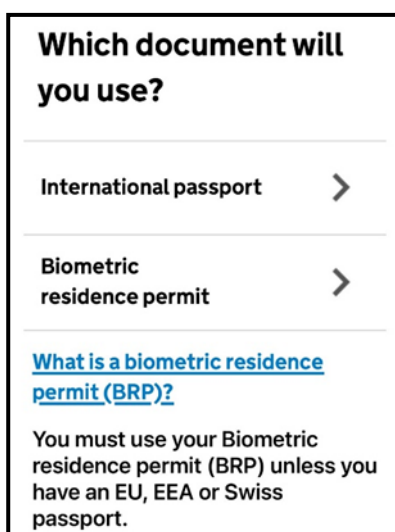 Which document will
you use?
International passport
Biometric
residence permit
What is a biometric residence
permit (BRP)?
You must use your Biometric
residence permit (BRP) unless you
have an EU, EEA or Swiss
passport.